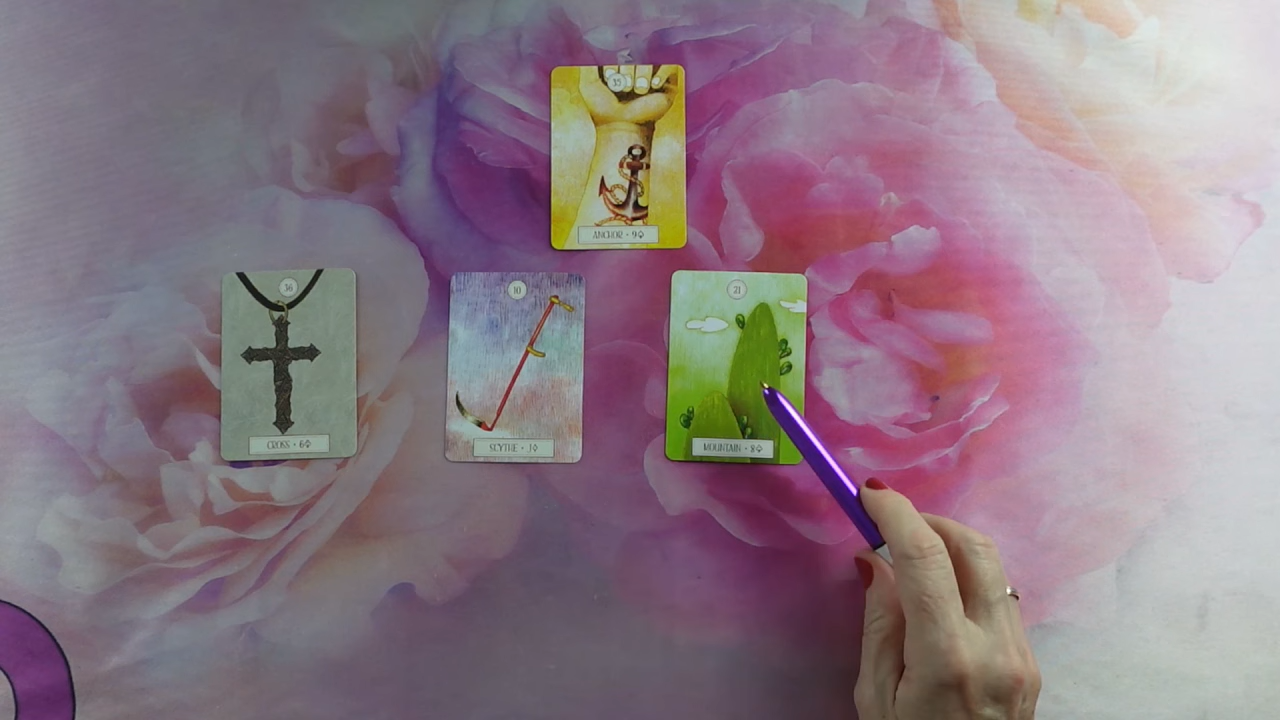 35
ANCHOR • 9♤
36
CROSS • 6♧
10
SCYTHE • J♢
21
MOUNTAIN • 8♧